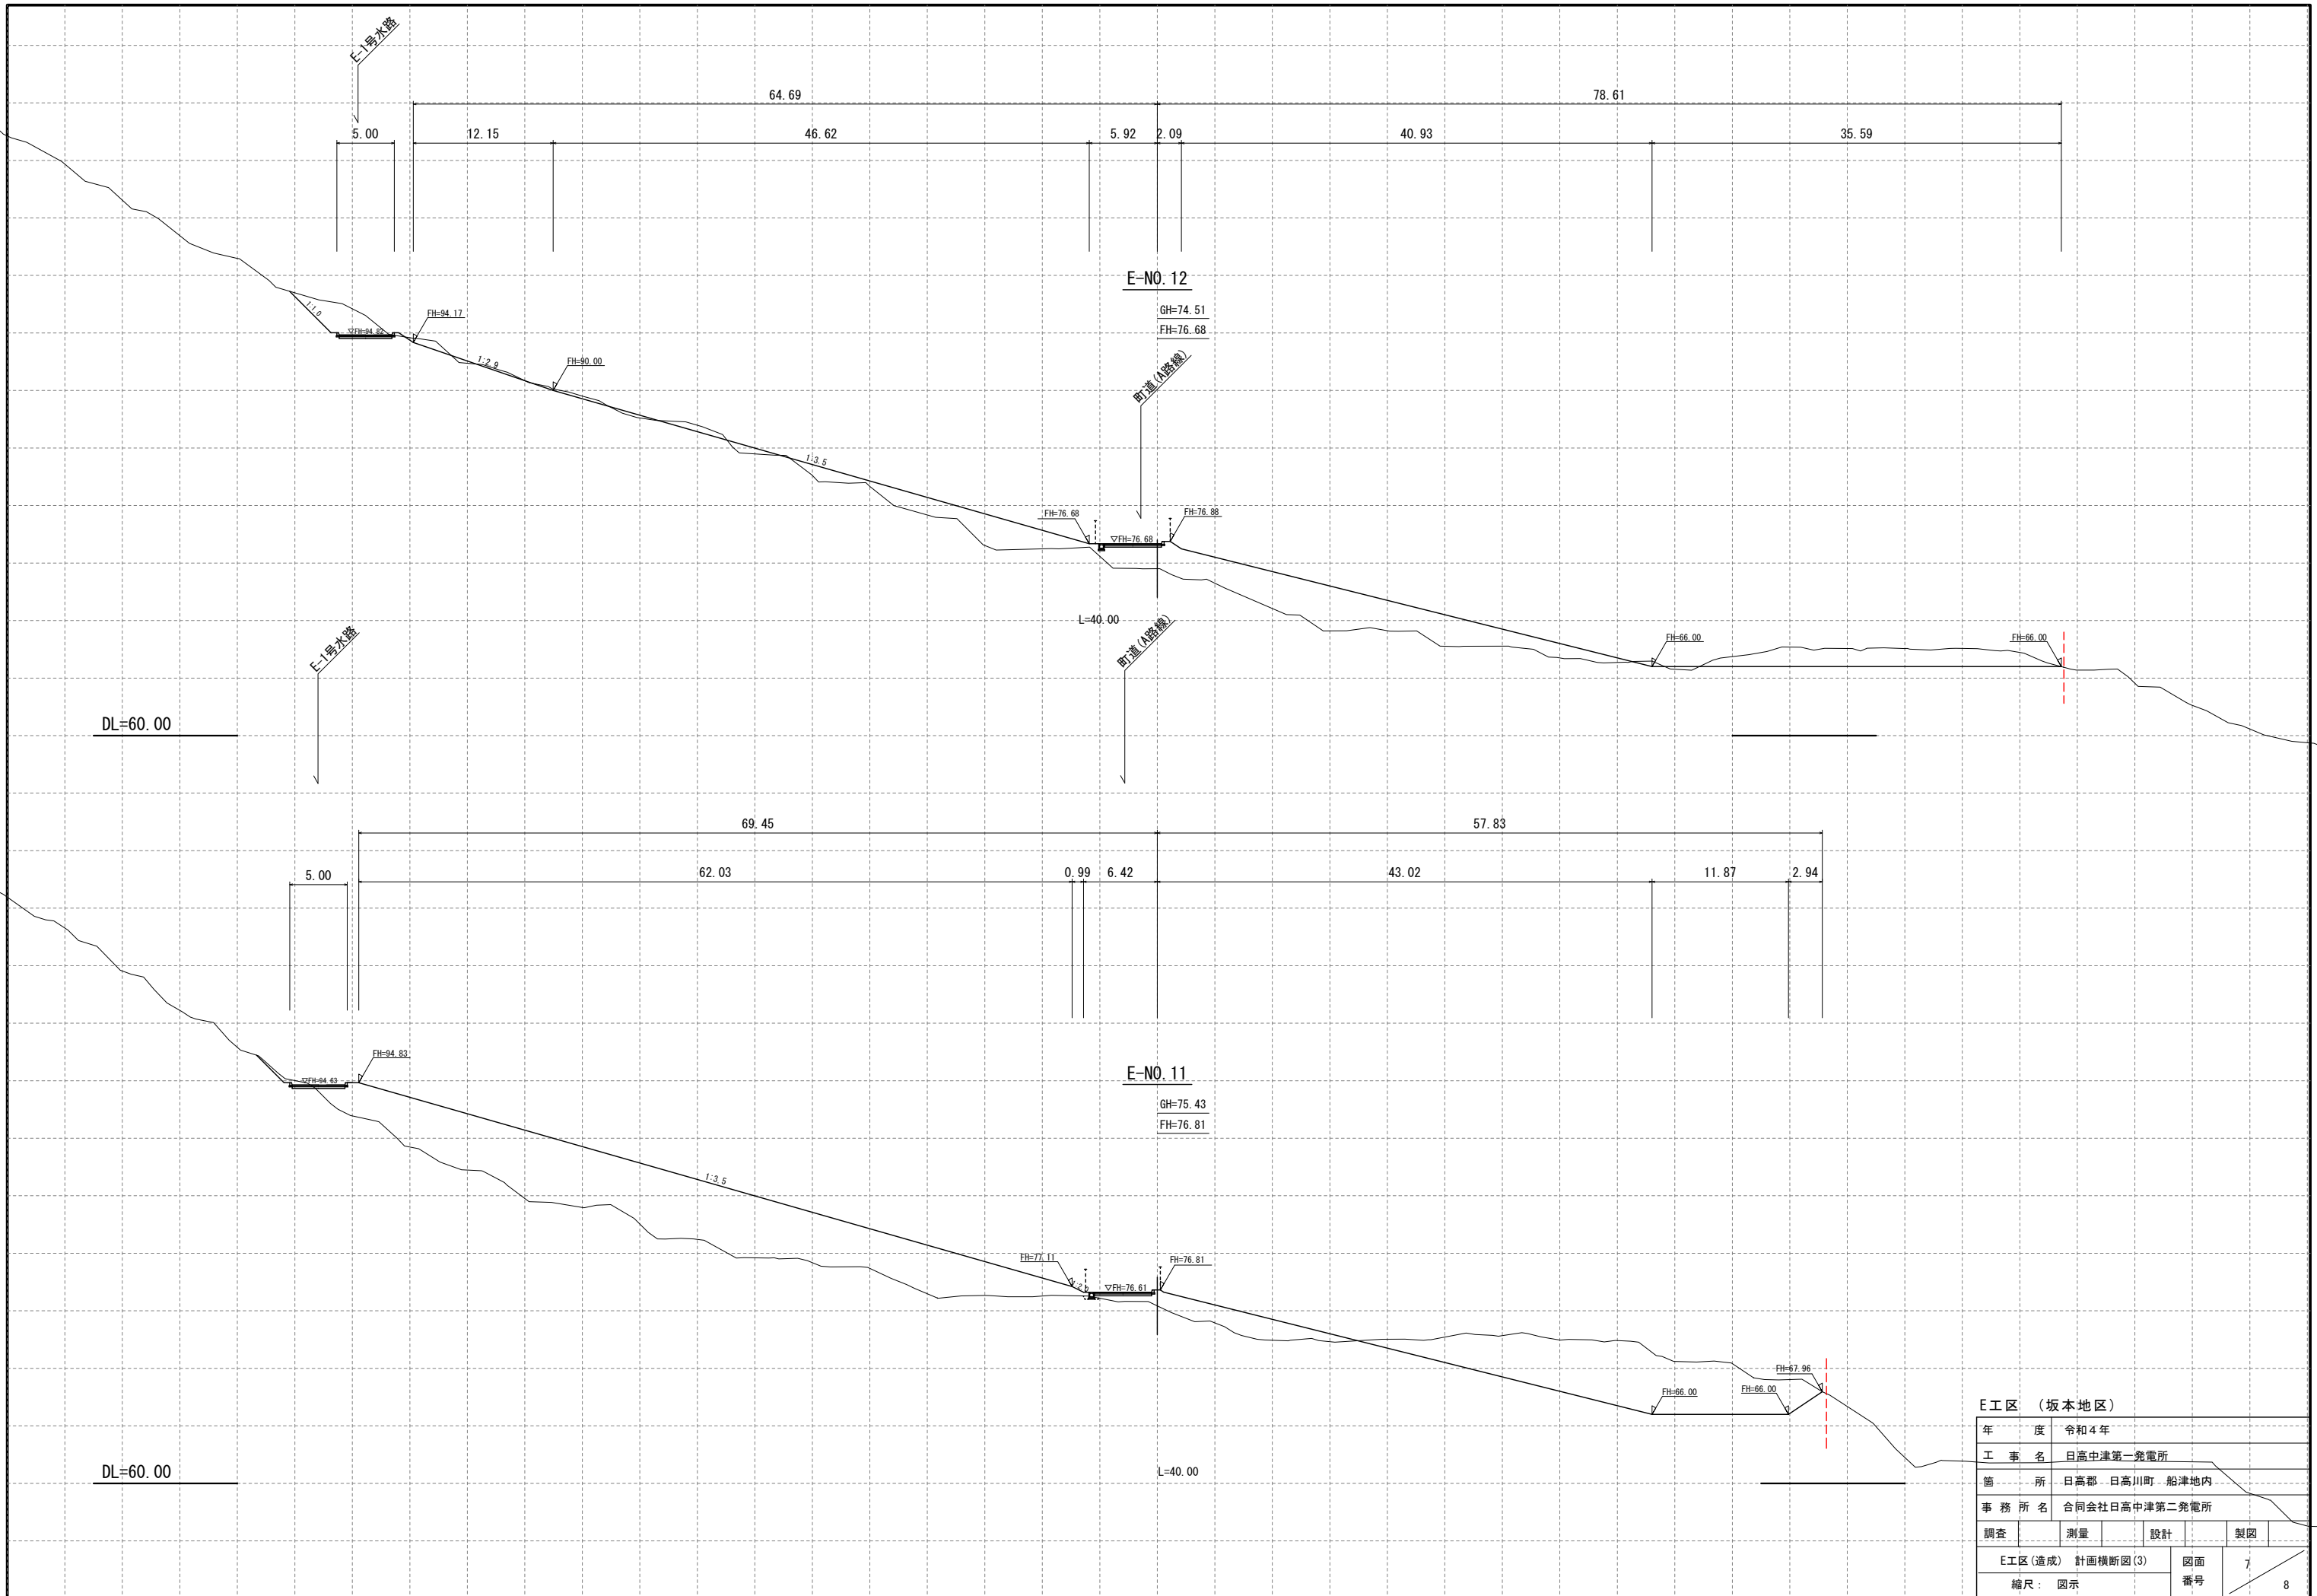 E-1号水路
64.69
78.61
5.00
12.15
46.62
5.92
2.09
40.93
35.59
E-NO.12
GH=74.51
FH=76.68
1:1.0
▽FH=94.82
FH=94.17
1:2.9
FH=90.00
町道(A路線)
1:3.5
FH=76.68
▽FH=76.68
FH=76.88
L=40.00
FH=66.00
FH=66.00
DL=60.00
E-1号水路
町道(A路線)
69.45
57.83
5.00
62.03
0.99
6.42
43.02
11.87
2.94
E-NO.11
GH=75.43
FH=76.81
▽FH=94.63
FH=94.83
1:3.5
FH=77.11
▽FH=76.61
FH=76.81
FH=66.00
FH=66.00
FH=67.96
DL=60.00
L=40.00
E工区 (坂本地区)
年度 令和4年
工事名 日高中津第一発電所
箇所 日高郡 日高川町 船津地内
事務所名 合同会社日高中津第二発電所
調査 測量 設計 製図
E工区(造成) 計画横断図(3)
縮尺: 図示
図面番号 7/8